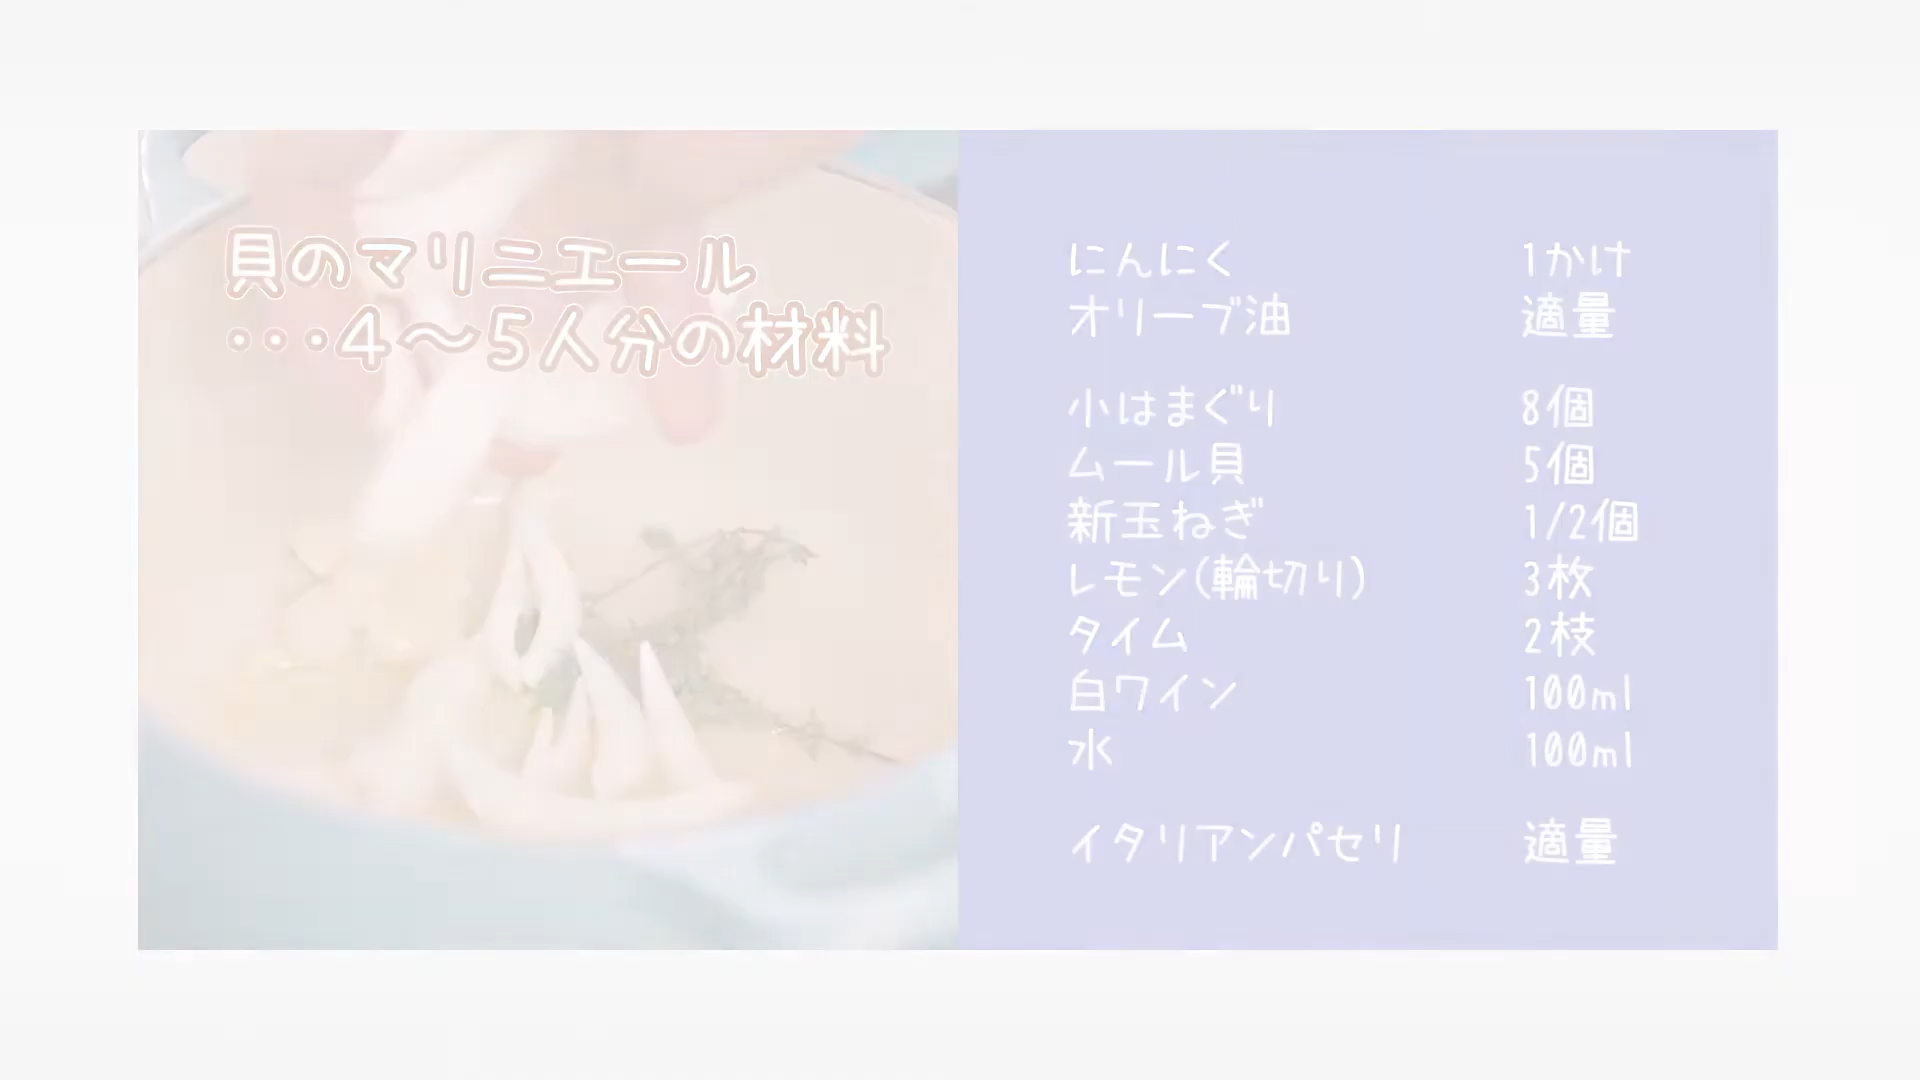 貝のマリニエール
･･･4～5人分の材料
にんにく 1かけ
オリーブ油 適量
小はまぐり 8個
ムール貝 5個
新玉ねぎ 1/2個
レモン(輪切り) 3枚
タイム 2枝
白ワイン 100ml
水 100ml
イタリアンパセリ 適量